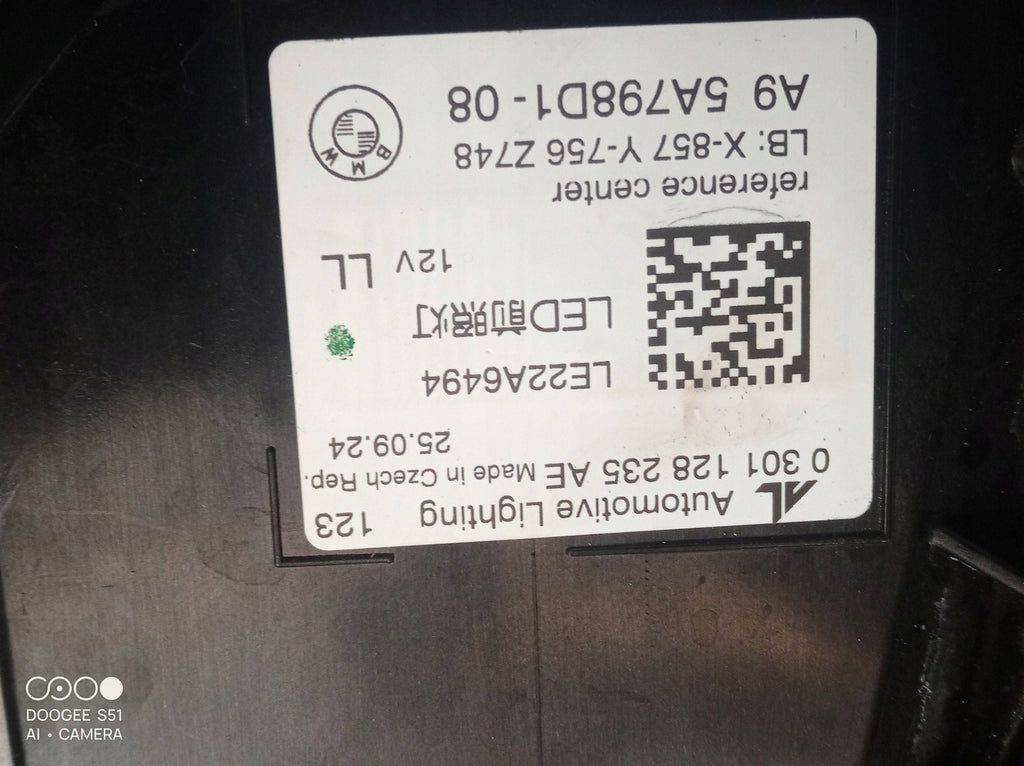 Automotive Lighting 123
0 301 128 235 AE Made in Czech Rep.
25.09.24
LE22A6494
LED前照灯
12V LL
reference center
LB: X-857 Y-756 Z748
A9 5A798D1-08
BMW
DOOGEE S51
AI • CAMERA